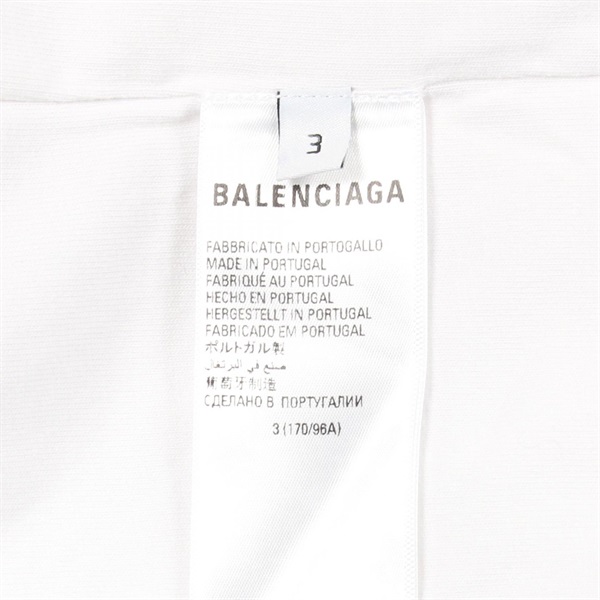 3
BALENCIAGA
FABBRICATO IN PORTOGALLO
MADE IN PORTUGAL
FABRIQUÉ AU PORTUGAL
HECHO EN PORTUGAL
HERGESTELLT IN PORTUGAL
FABRICADO EM PORTUGAL
ポルトガル製
صنع في البرتغال
葡萄牙制造
СДЕЛАНО В ПОРТУГАЛИИ
3 (170/96A)